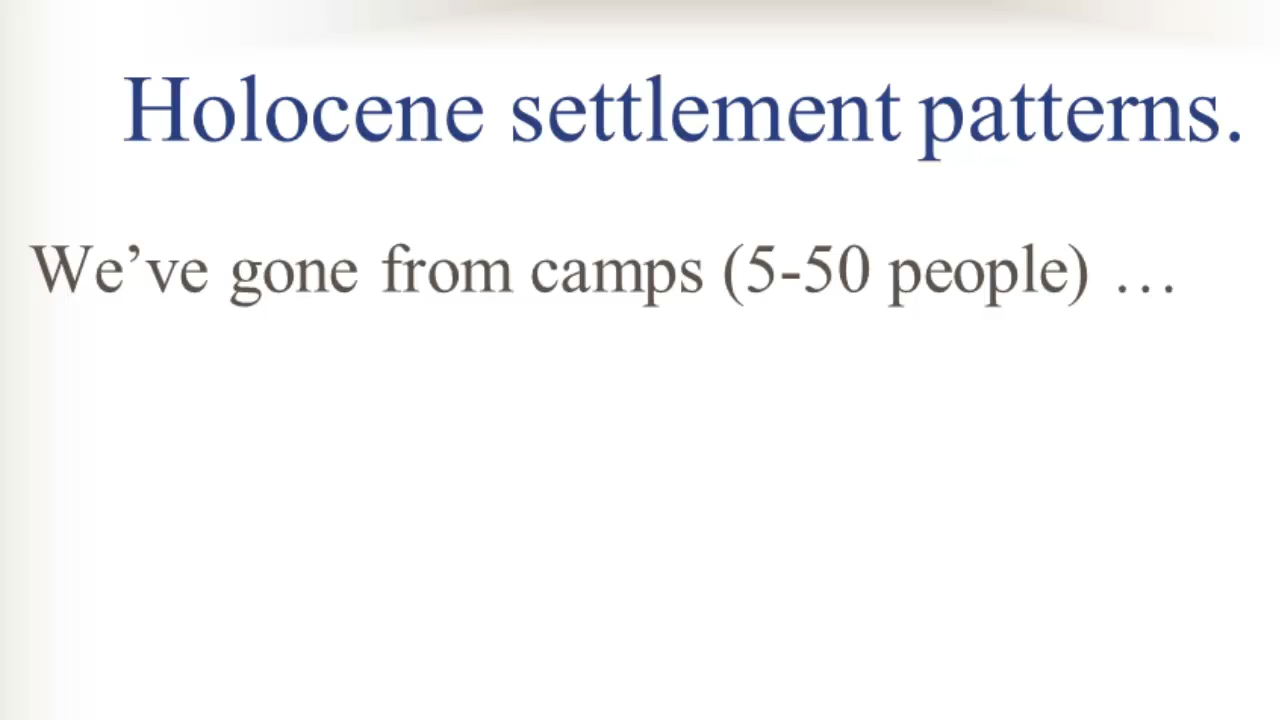 Holocene settlement patterns.
We’ve gone from camps (5-50 people) …